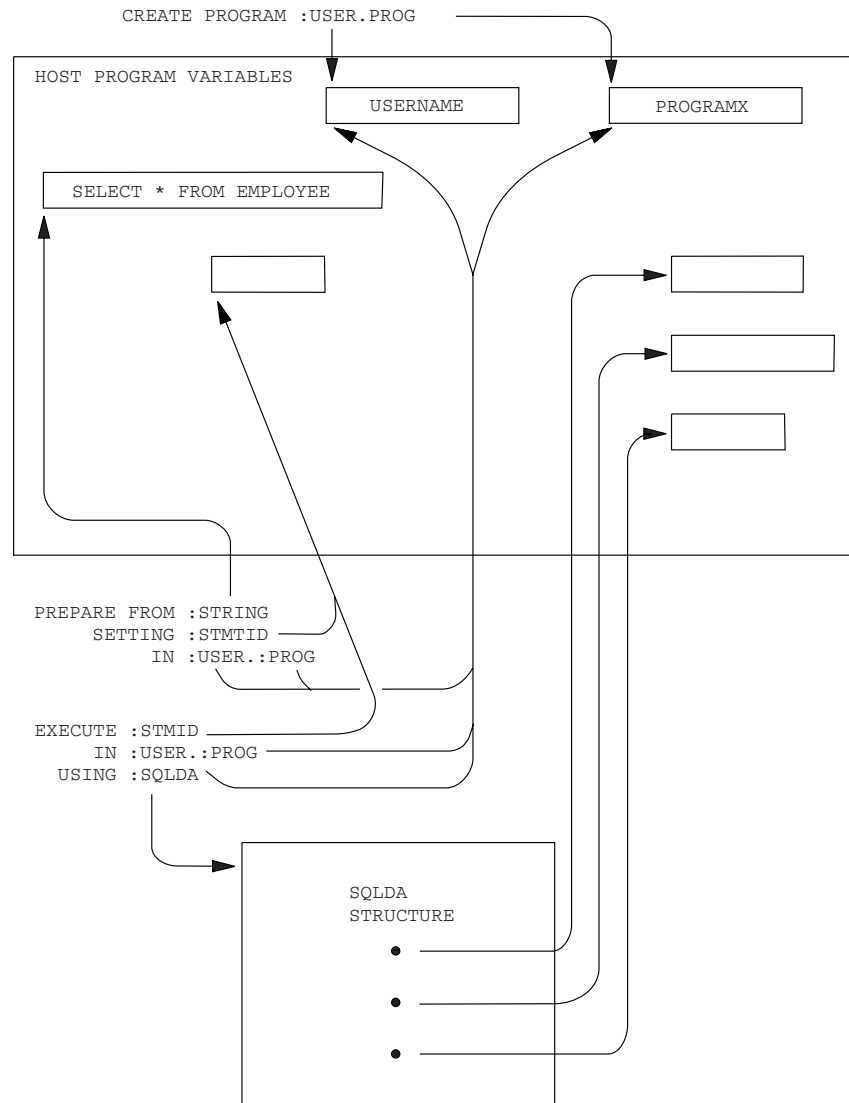 CREATE PROGRAM :USER.PROG
HOST PROGRAM VARIABLES
USERNAME
PROGRAMX
SELECT * FROM EMPLOYEE
PREPARE FROM :STRING
SETTING :STMTID
IN :USER.:PROG
EXECUTE :STMID
IN :USER.:PROG
USING :SQLDA
SQLDA
STRUCTURE